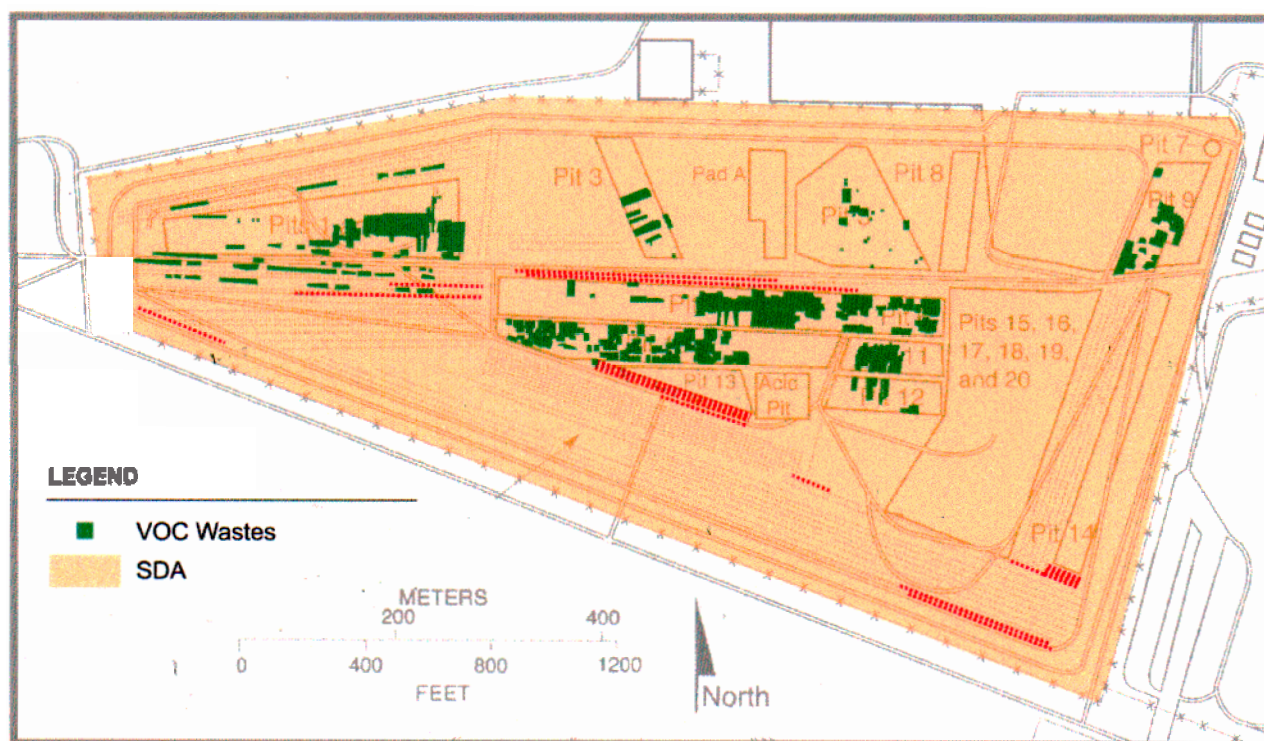 Pit 7
Pit 3
Pad A
Pit 8
Pit 9
Pits 1
Pits 15, 16,
17, 18, 19,
and 20
11
Pit 13
Acid
Pit
12
Pit 14
LEGEND
VOC Wastes
SDA
METERS
200
400
0
400
800
1200
FEET
North